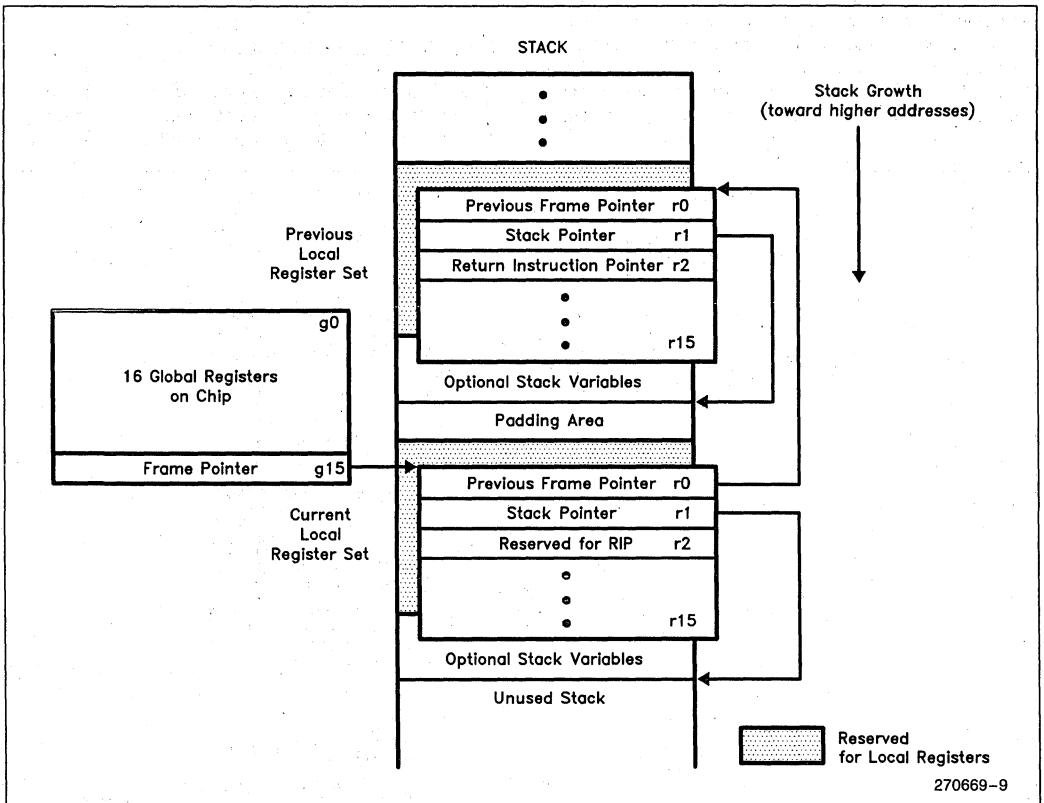 STACK
Stack Growth
(toward higher addresses)
Previous Frame Pointer r0
Stack Pointer r1
Return Instruction Pointer r2
r15
Previous
Local
Register Set
g0
16 Global Registers
on Chip
Frame Pointer g15
Optional Stack Variables
Padding Area
Previous Frame Pointer r0
Stack Pointer r1
Reserved for RIP r2
r15
Current
Local
Register Set
Optional Stack Variables
Unused Stack
Reserved
for Local Registers
270669-9